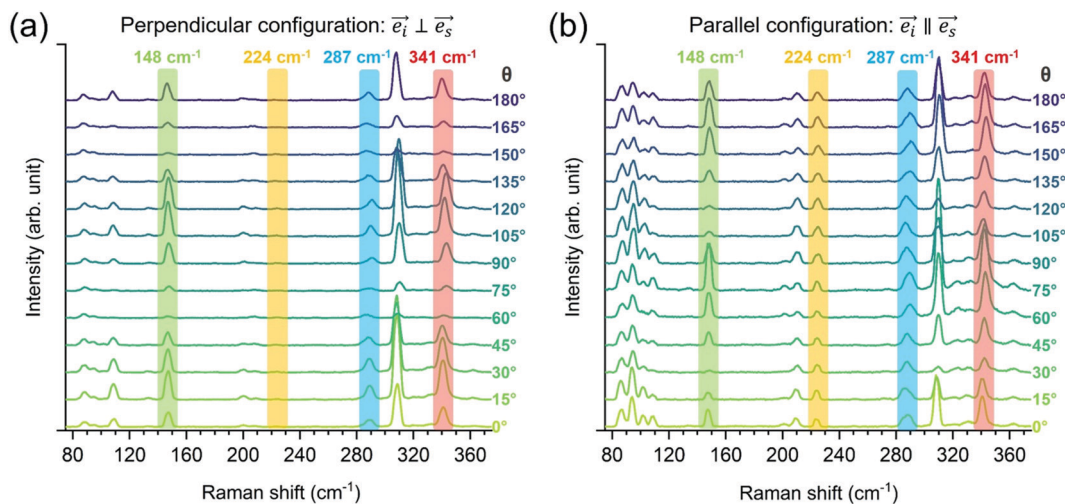 (a) Perpendicular configuration: e⃗ᵢ ⊥ e⃗ₛ
148 cm⁻¹ 224 cm⁻¹ 287 cm⁻¹ 341 cm⁻¹ θ
180°
165°
150°
135°
120°
105°
90°
75°
60°
45°
30°
15°
0°
Intensity (arb. unit)
80 120 160 200 240 280 320 360
Raman shift (cm⁻¹)
(b) Parallel configuration: e⃗ᵢ ∥ e⃗ₛ
148 cm⁻¹ 224 cm⁻¹ 287 cm⁻¹ 341 cm⁻¹ θ
180°
165°
150°
135°
120°
105°
90°
75°
60°
45°
30°
15°
0°
Intensity (arb. unit)
80 120 160 200 240 280 320 360
Raman shift (cm⁻¹)